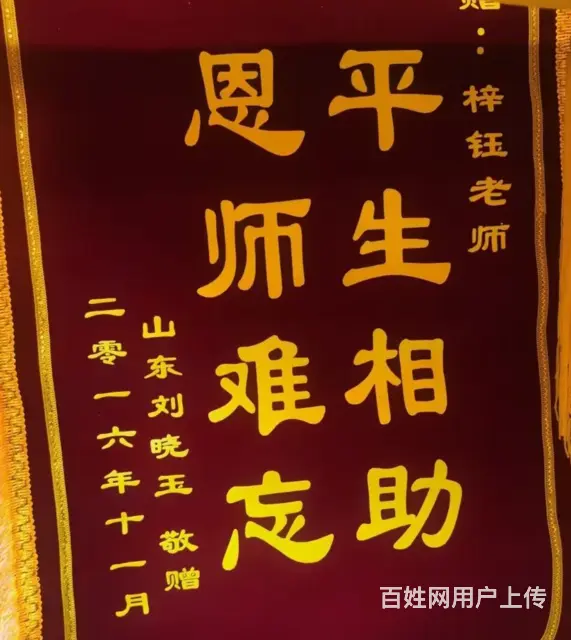 赠：梓钰老师
平生相助
恩师难忘
山东刘晓玉 敬赠
二零一六年十一月
百姓网用户上传